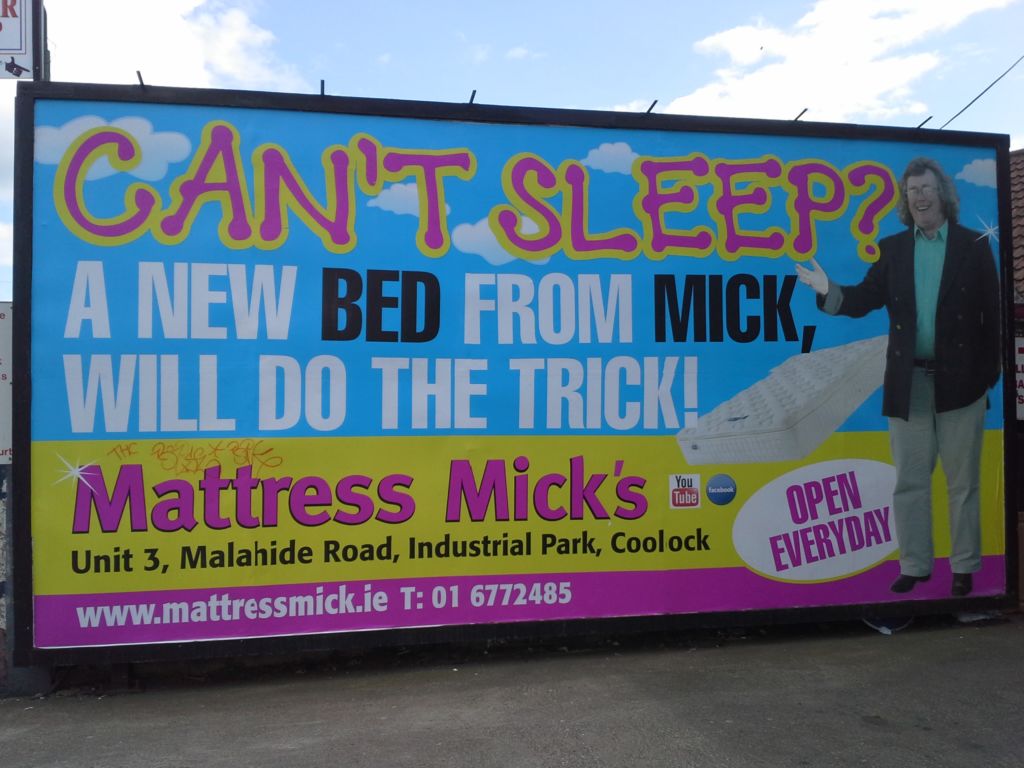 R
CAN'T SLEEP?
A NEW BED FROM MICK,
WILL DO THE TRICK!
Mattress Mick's
You
Tube
facebook
OPEN
EVERYDAY
Unit 3, Malahide Road, Industrial Park, Coolock
www.mattressmick.ie T: 01 6772485